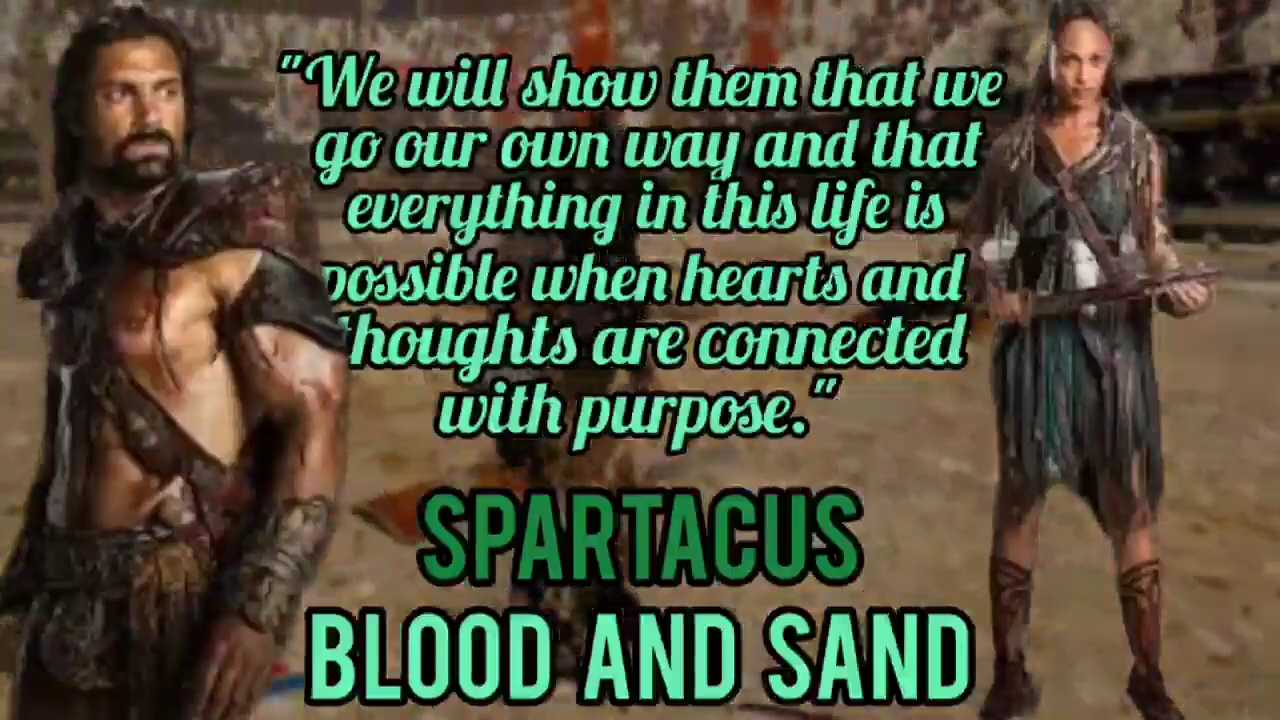 "We will show them that we
go our own way and that
everything in this life is
possible when hearts and
thoughts are connected
with purpose."
SPARTACUS
BLOOD AND SAND